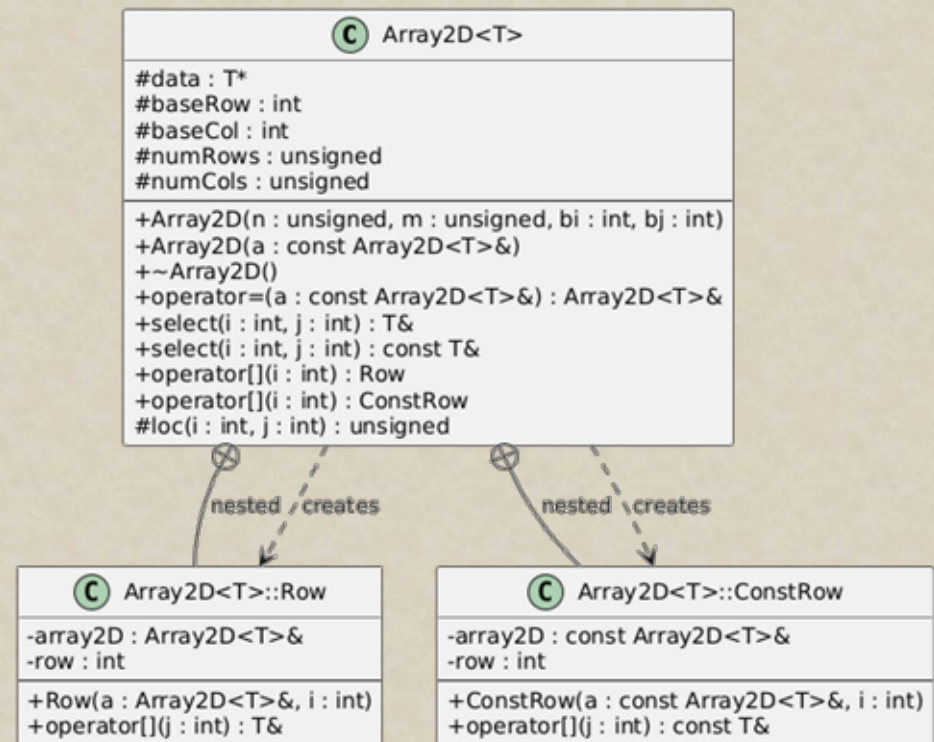 C Array2D<T>
#data : T*
#baseRow : int
#baseCol : int
#numRows : unsigned
#numCols : unsigned
+Array2D(n : unsigned, m : unsigned, bi : int, bj : int)
+Array2D(a : const Array2D<T>&)
+~Array2D()
+operator=(a : const Array2D<T>&) : Array2D<T>&
+select(i : int, j : int) : T&
+select(i : int, j : int) : const T&
+operator[](i : int) : Row
+operator[](i : int) : ConstRow
#loc(i : int, j : int) : unsigned
nested creates nested creates
C Array2D<T>::Row
-array2D : Array2D<T>&
-row : int
+Row(a : Array2D<T>&, i : int)
+operator[](j : int) : T&
C Array2D<T>::ConstRow
-array2D : const Array2D<T>&
-row : int
+ConstRow(a : const Array2D<T>&, i : int)
+operator[](j : int) : const T&